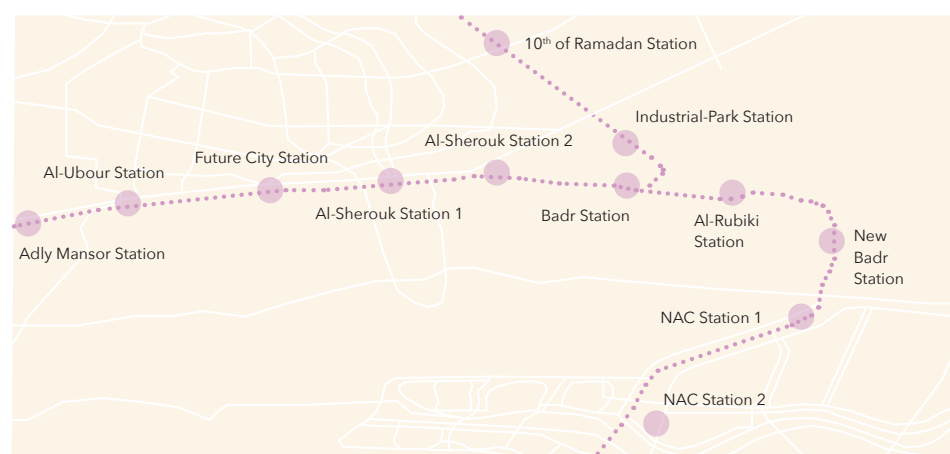 10th of Ramadan Station
Industrial-Park Station
Al-Sherouk Station 2
Future City Station
Al-Ubour Station
Al-Sherouk Station 1
Badr Station
Al-Rubiki
Station
New
Badr
Station
Adly Mansor Station
NAC Station 1
NAC Station 2